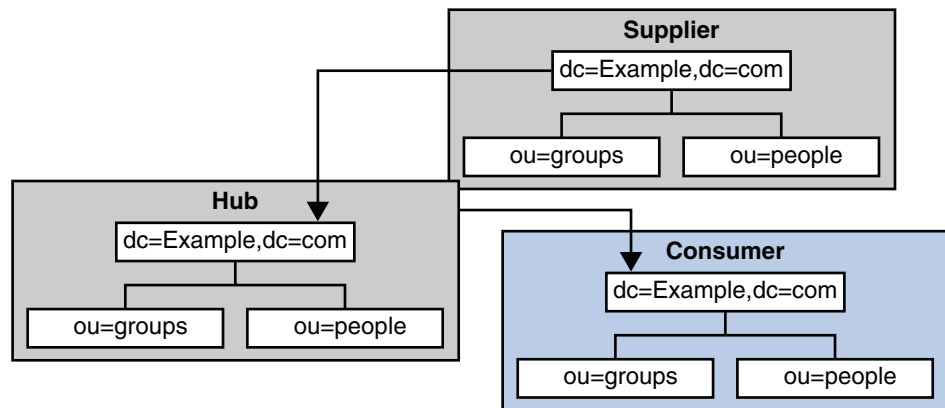 Supplier
dc=Example,dc=com
ou=groups
ou=people
Hub
dc=Example,dc=com
ou=groups
ou=people
Consumer
dc=Example,dc=com
ou=groups
ou=people